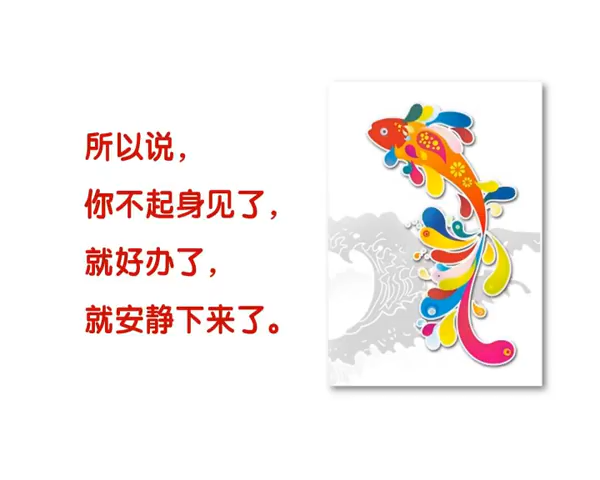 所以说，
你不起身见了，
就好办了，
就安静下来了。